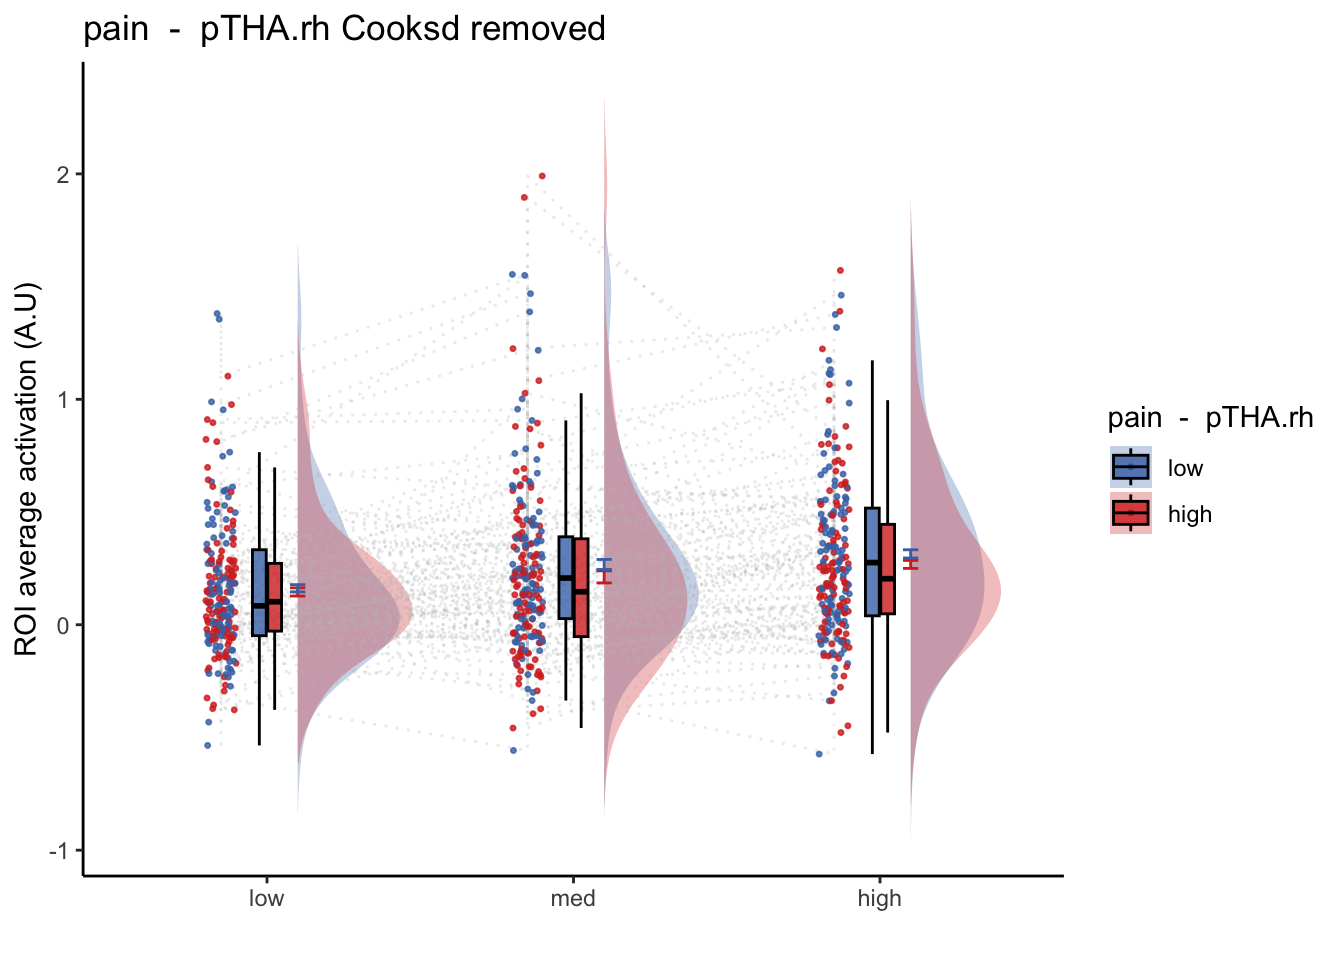 pain  -  pTHA.rh Cooksd removed
ROI average activation (A.U)
2
1
0
-1
low
med
high
pain  -  pTHA.rh
low
high